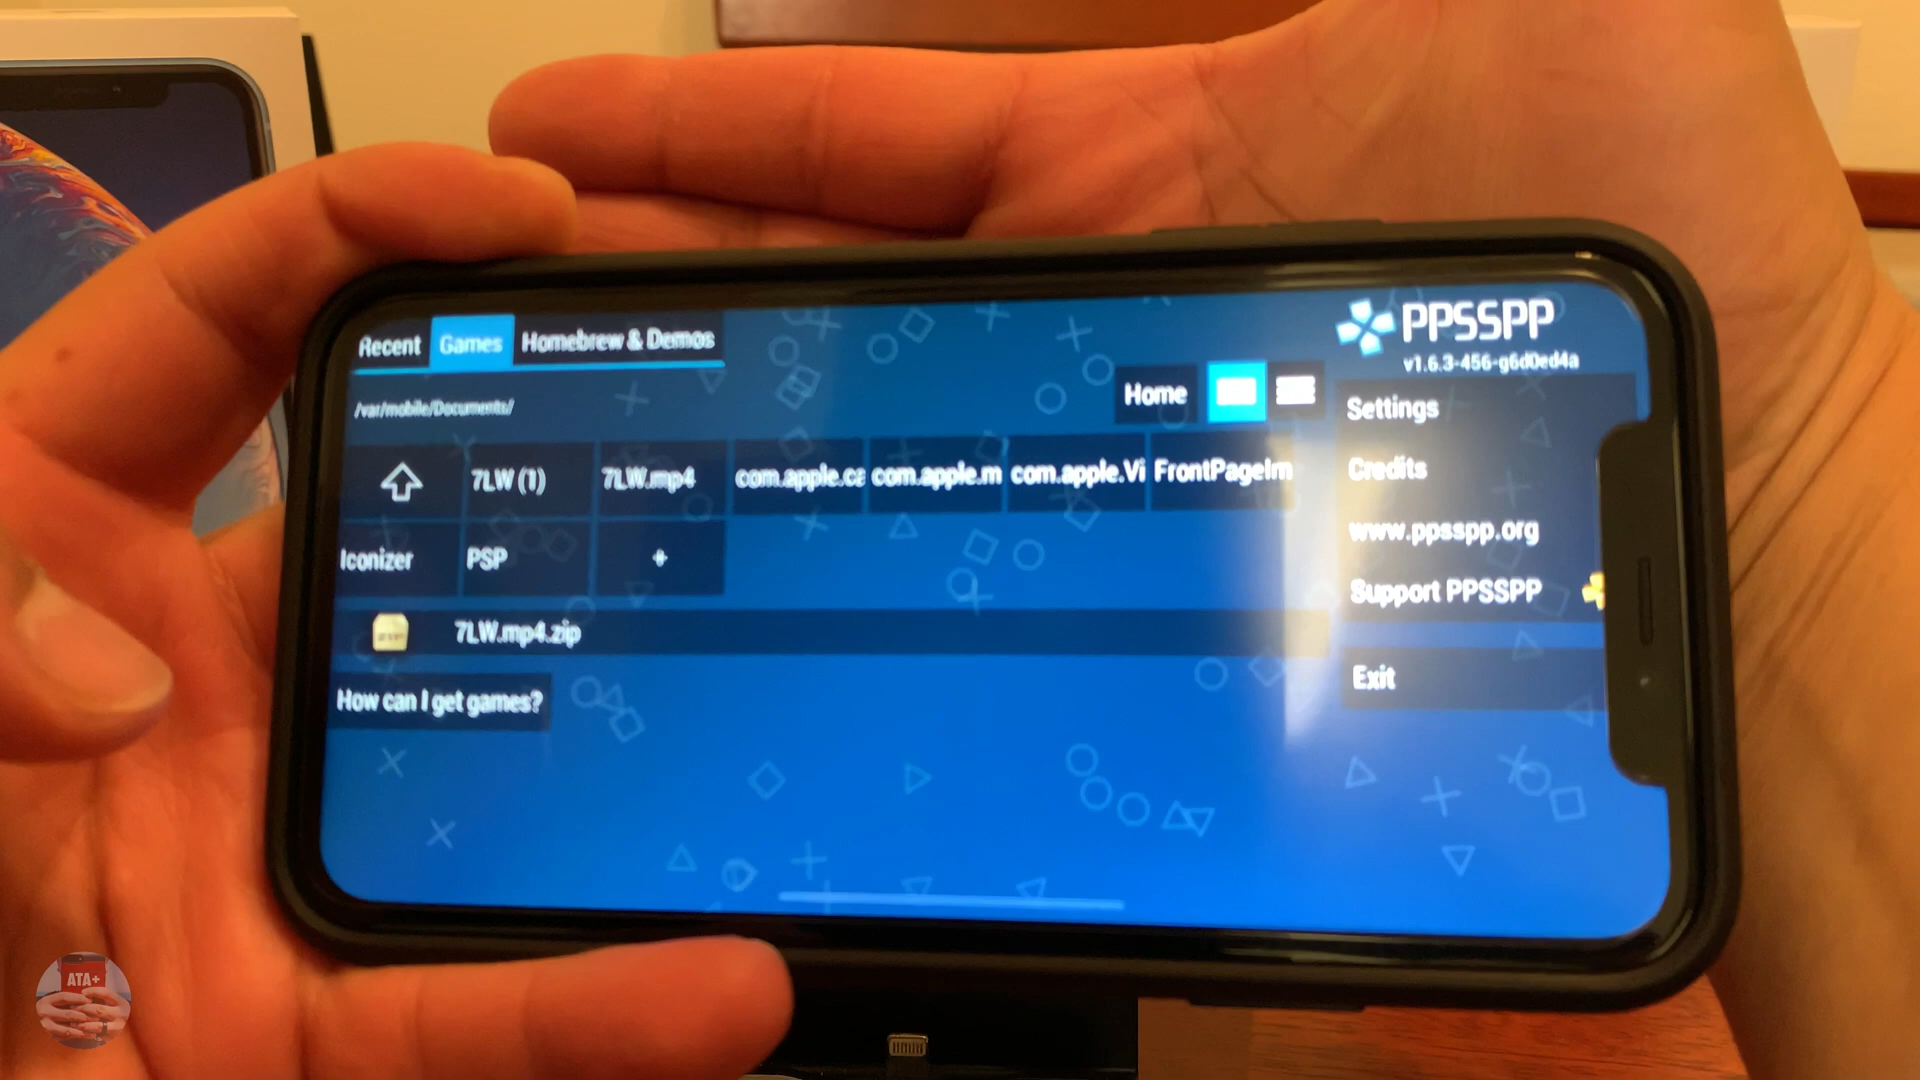 Recent Games Homebrew & Demos
PPSSPP
v1.6.3-456-g6d0ed4a
/var/mobile/Documents/
Home
Settings
7LW (1) 7LW.mp4 com.apple.ca com.apple.m com.apple.Vi FrontPageIm
Credits
www.ppsspp.org
Iconizer PSP +
Support PPSSPP
ZIP 7LW.mp4.zip
Exit
How can I get games?
ATA+